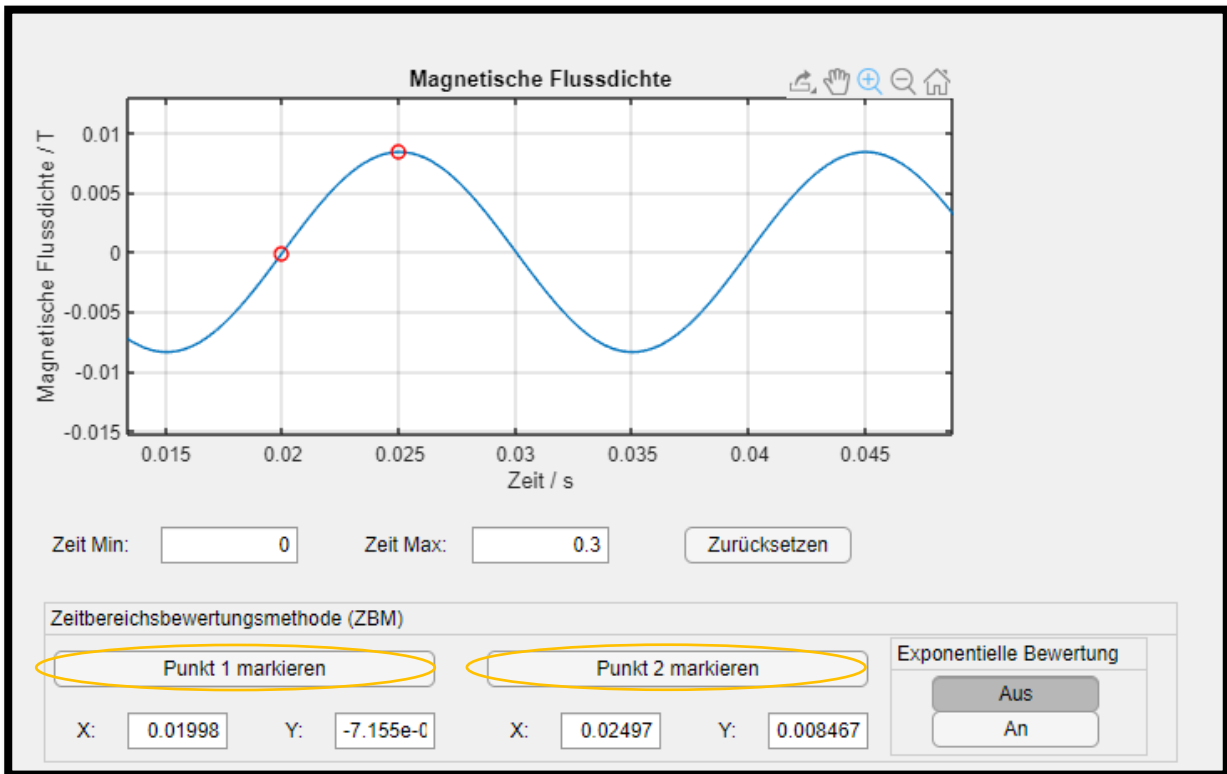 Magnetische Flussdichte
Magnetische Flussdichte / T
0.01
0.005
0
-0.005
-0.01
-0.015
0.015 0.02 0.025 0.03 0.035 0.04 0.045
Zeit / s
Zeit Min: 0 Zeit Max: 0.3 Zurücksetzen
Zeitbereichsbewertungsmethode (ZBM)
Punkt 1 markieren Punkt 2 markieren
Exponentielle Bewertung
Aus
An
X: 0.01998 Y: -7.155e-0 X: 0.02497 Y: 0.008467